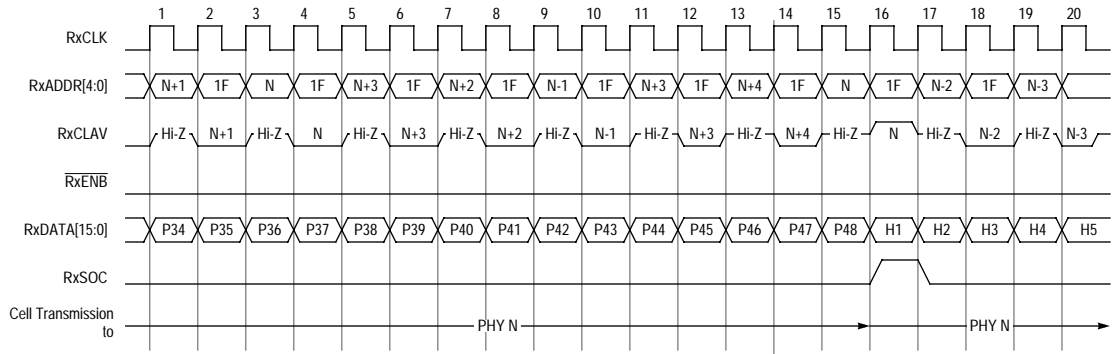 1 2 3 4 5 6 7 8 9 10 11 12 13 14 15 16 17 18 19 20
RxCLK
RxADDR[4:0] N+1 1F N 1F N+3 1F N+2 1F N-1 1F N+3 1F N+4 1F N 1F N-2 1F N-3
RxCLAV Hi-Z N+1 Hi-Z N Hi-Z N+3 Hi-Z N+2 Hi-Z N-1 Hi-Z N+3 Hi-Z N+4 Hi-Z N Hi-Z N-2 Hi-Z N-3
RxENB
RxDATA[15:0] P34 P35 P36 P37 P38 P39 P40 P41 P42 P43 P44 P45 P46 P47 P48 H1 H2 H3 H4 H5
RxSOC
Cell Transmission
to PHY N PHY N